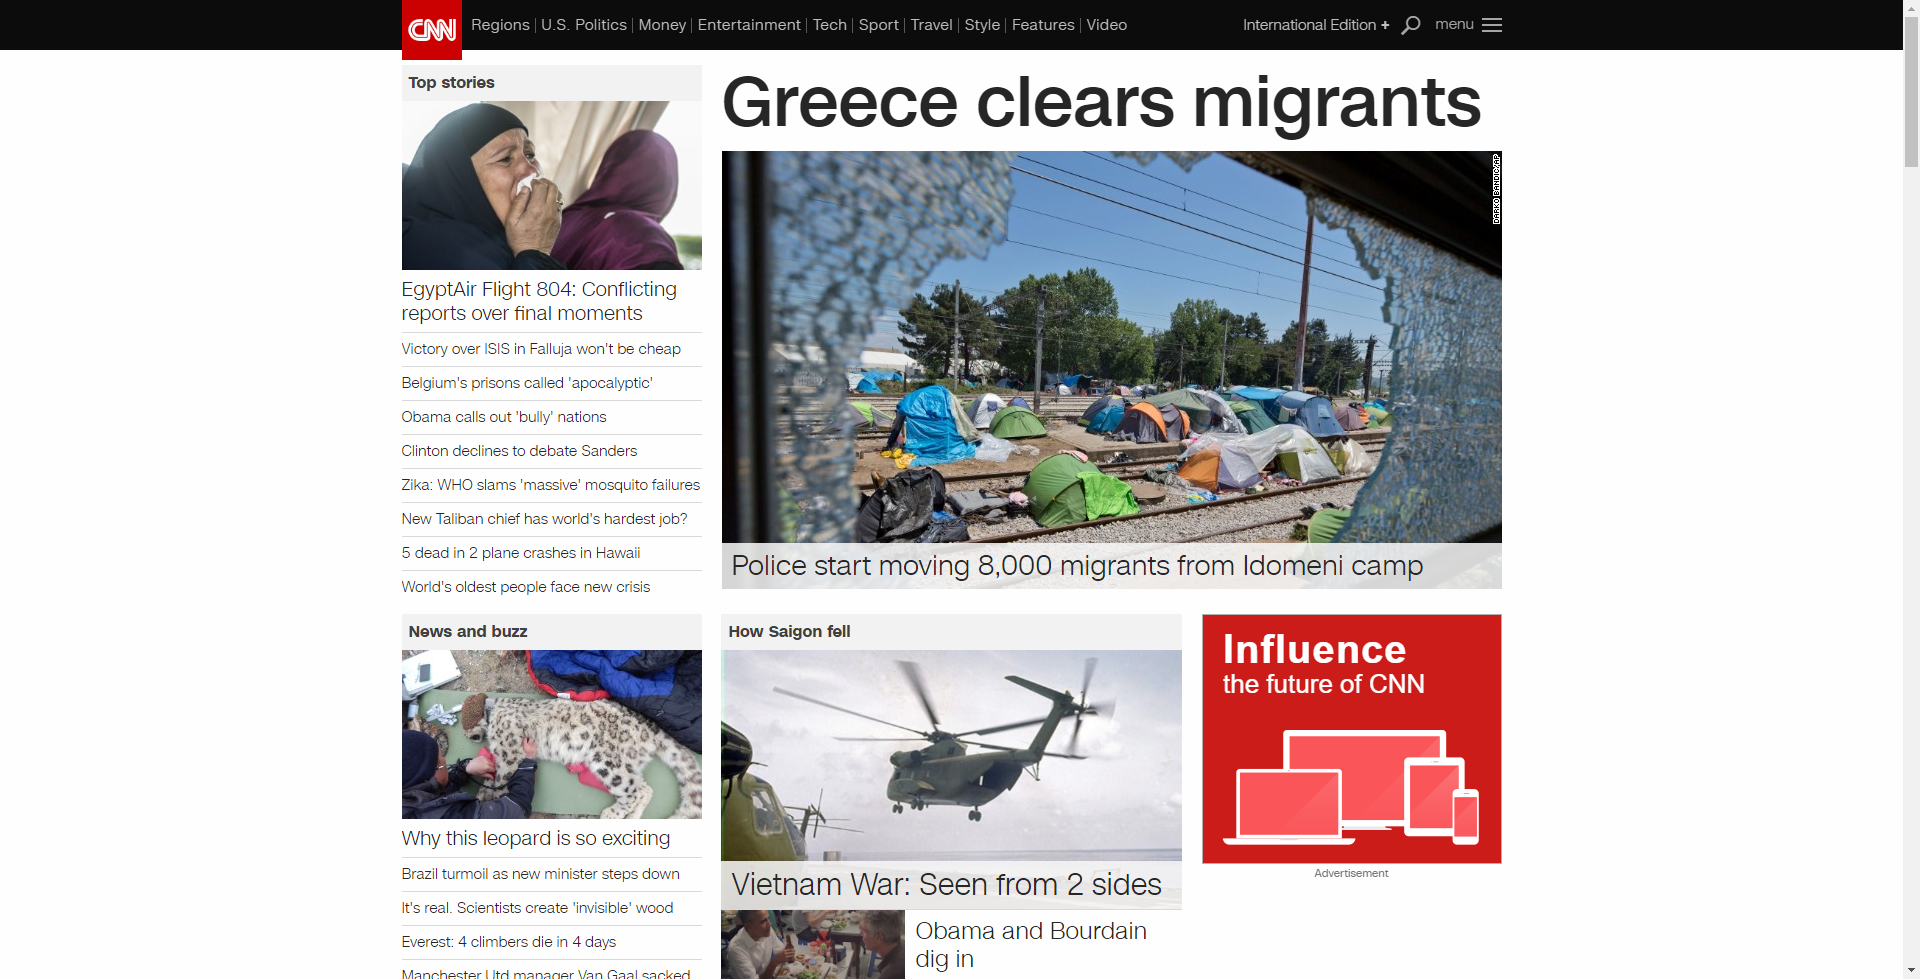 CNN
Regions
U.S. Politics
Money
Entertainment
Tech
Sport
Travel
Style
Features
Video
International Edition +
menu
Top stories
EgyptAir Flight 804: Conflicting
reports over final moments
Victory over ISIS in Falluja won't be cheap
Belgium's prisons called 'apocalyptic'
Obama calls out 'bully' nations
Clinton declines to debate Sanders
Zika: WHO slams 'massive' mosquito failures
New Taliban chief has world's hardest job?
5 dead in 2 plane crashes in Hawaii
World's oldest people face new crisis
Greece clears migrants
DARKO BANDIC/AP
Police start moving 8,000 migrants from Idomeni camp
News and buzz
Why this leopard is so exciting
Brazil turmoil as new minister steps down
It's real. Scientists create 'invisible' wood
Everest: 4 climbers die in 4 days
Manchester Utd manager Van Gaal sacked
How Saigon fell
Vietnam War: Seen from 2 sides
Obama and Bourdain
dig in
Influence
the future of CNN
Advertisement